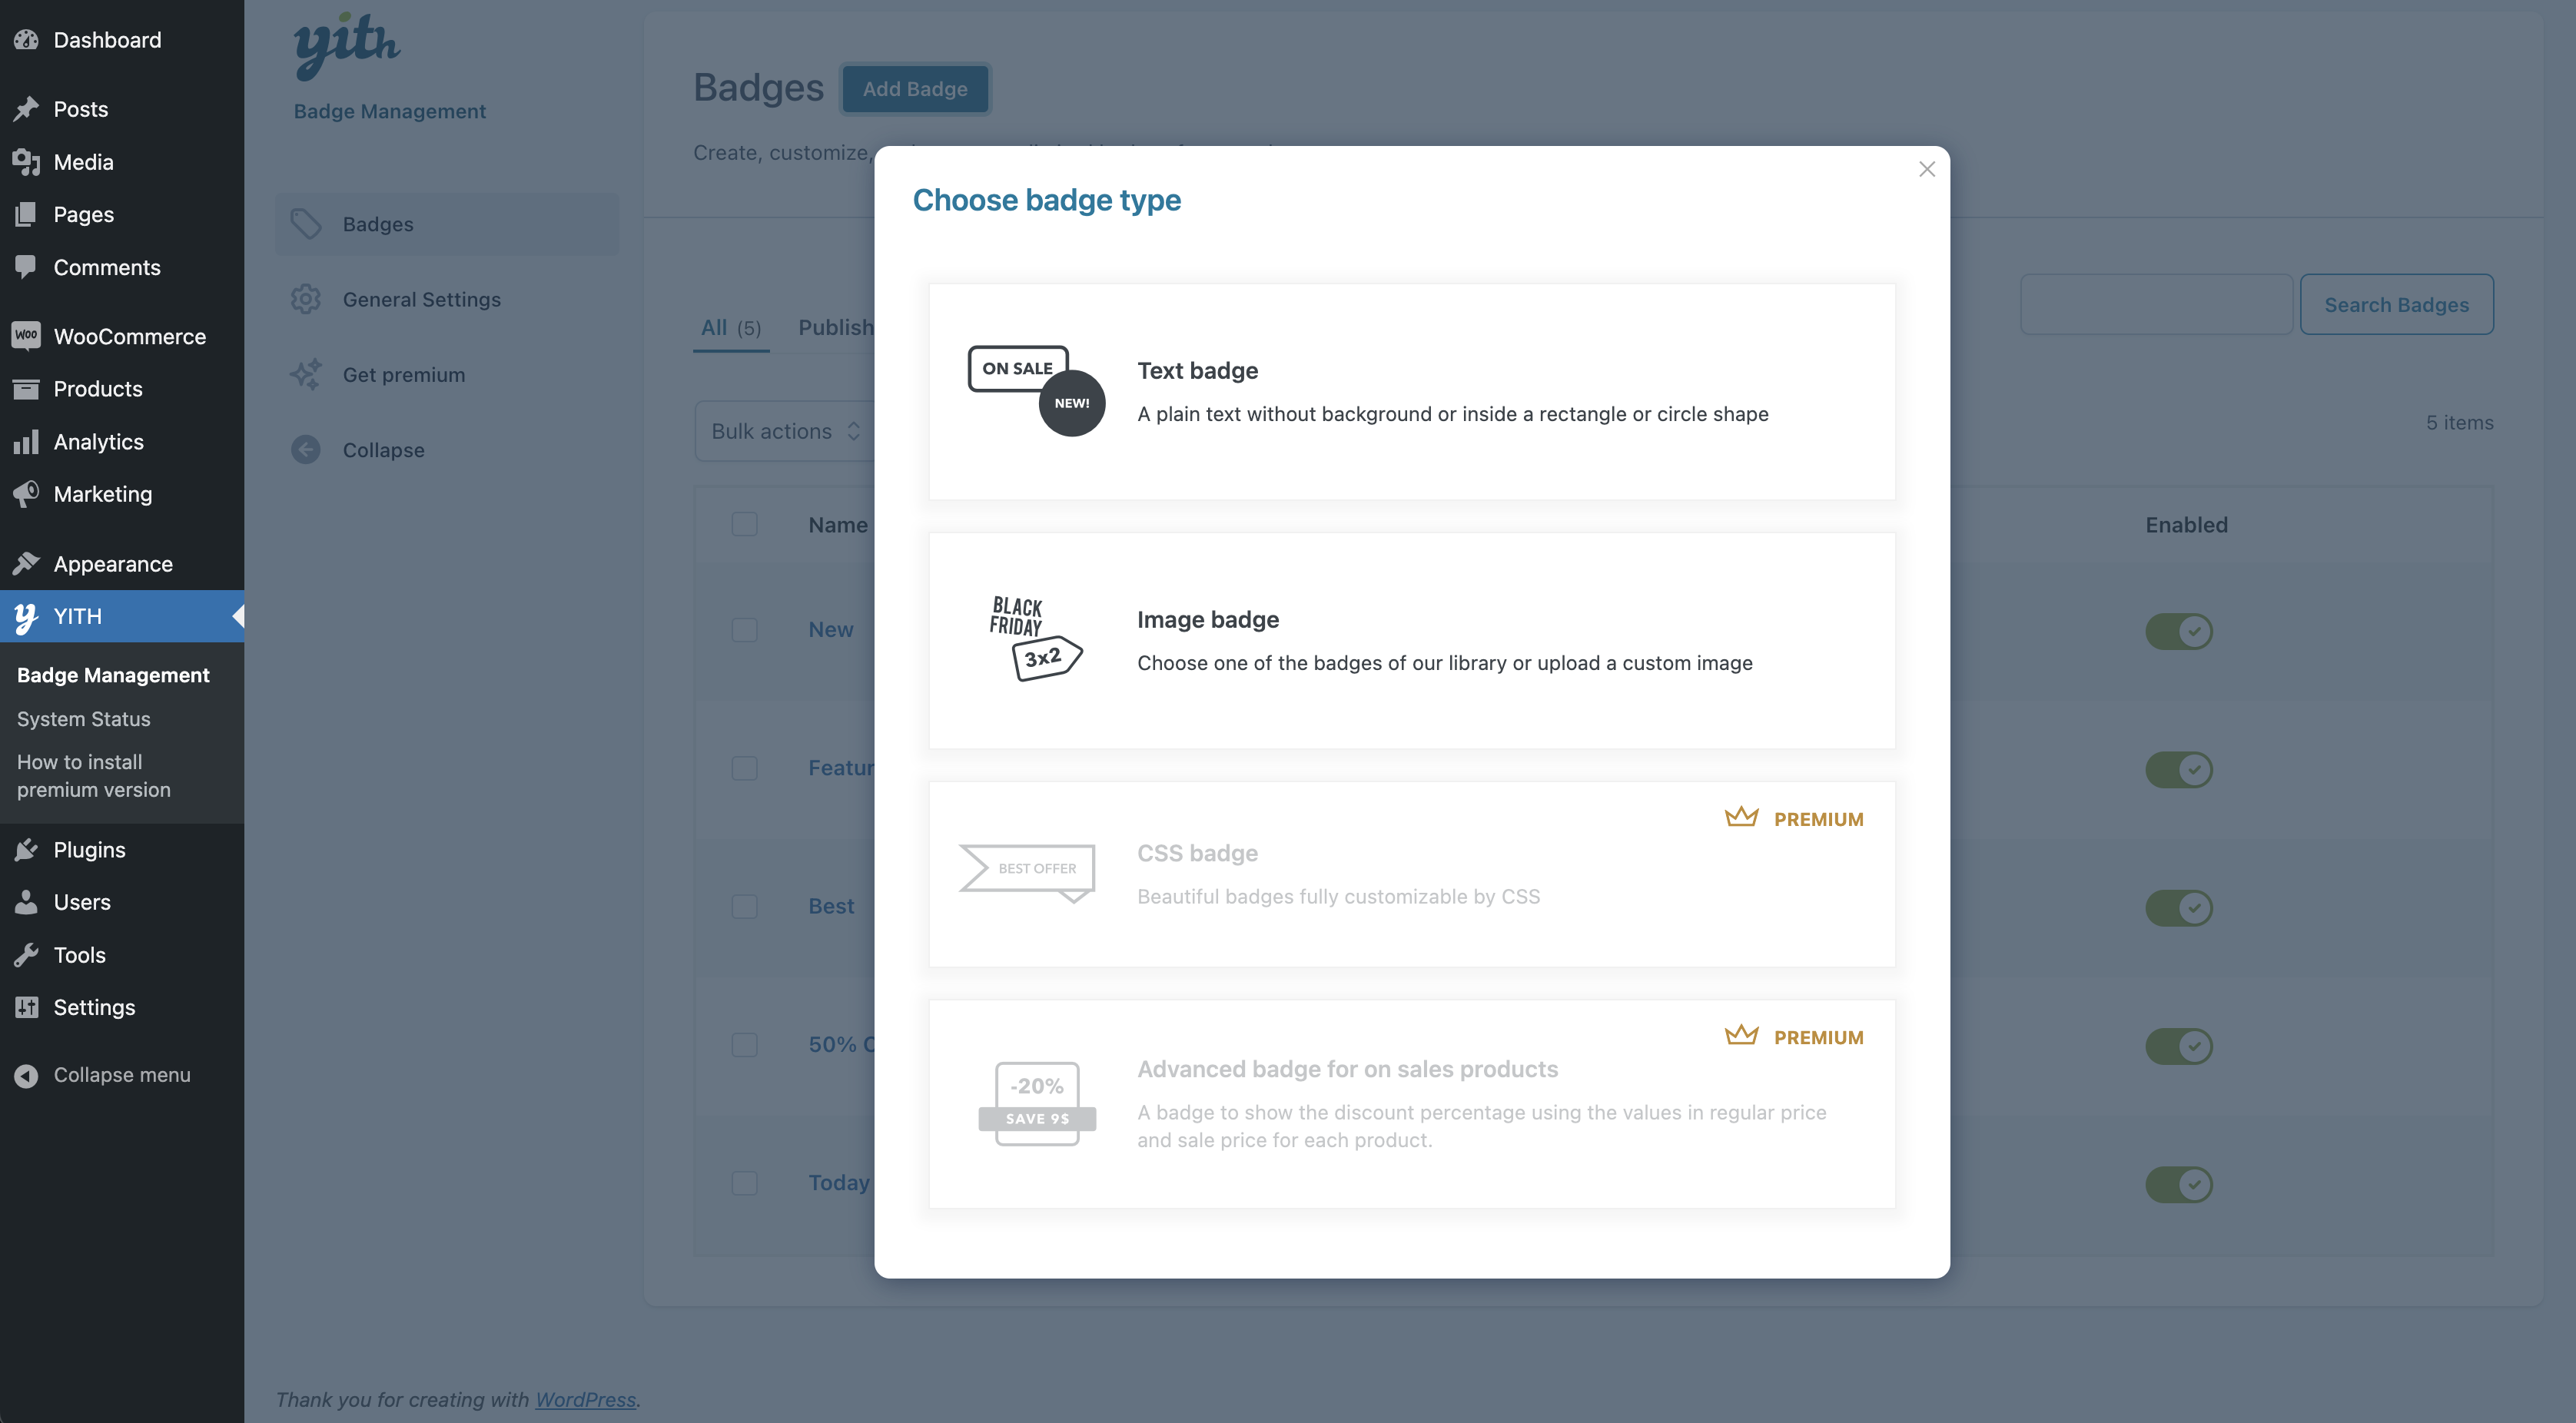 Dashboard
Posts
Media
Pages
Comments
WooCommerce
Products
Analytics
Marketing
Appearance
YITH
Badge Management
System Status
How to install
premium version
Plugins
Users
Tools
Settings
Collapse menu
yith
Badge Management
Badges
General Settings
Get premium
Collapse
Badges
Add Badge
Create, customize,
All (5)
Publish
Search Badges
Bulk actions
5 items
Name
Enabled
New
Featur
Best
50%
Today
Thank you for creating with WordPress.
Choose badge type
ON SALE
NEW!
Text badge
A plain text without background or inside a rectangle or circle shape
BLACK
FRIDAY
3x2
Image badge
Choose one of the badges of our library or upload a custom image
PREMIUM
BEST OFFER
CSS badge
Beautiful badges fully customizable by CSS
PREMIUM
-20%
SAVE 9$
Advanced badge for on sales products
A badge to show the discount percentage using the values in regular price
and sale price for each product.